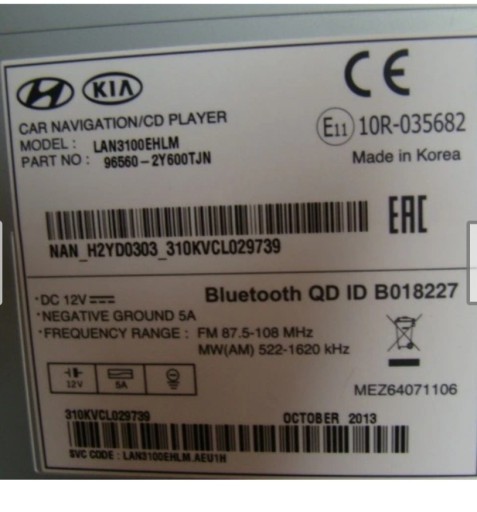 HYUNDAI KIA
CE
CAR NAVIGATION/CD PLAYER
MODEL : LAN3100EHLM
PART NO : 96560-2Y600TJN
E11 10R-035682
Made in Korea
EAC
NAN_H2YD0303_310KVCL029739
·DC 12V
·NEGATIVE GROUND 5A
·FREQUENCY RANGE : FM 87.5-108 MHz
MW(AM) 522-1620 kHz
Bluetooth QD ID B018227
12V 5A
MEZ64071106
310KVCL029739 OCTOBER 2013
SVC CODE : LAN3100EHLM.AEU1H